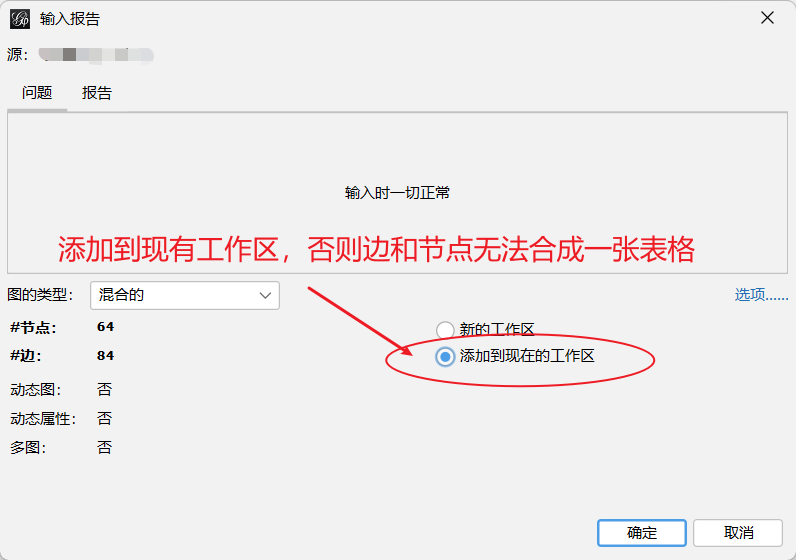 输入报告
源：
问题 报告
输入时一切正常
添加到现有工作区，否则边和节点无法合成一张表格
图的类型： 混合的 选项......
#节点： 64 新的工作区
#边： 84 添加到现在的工作区
动态图： 否
动态属性： 否
多图： 否
确定 取消